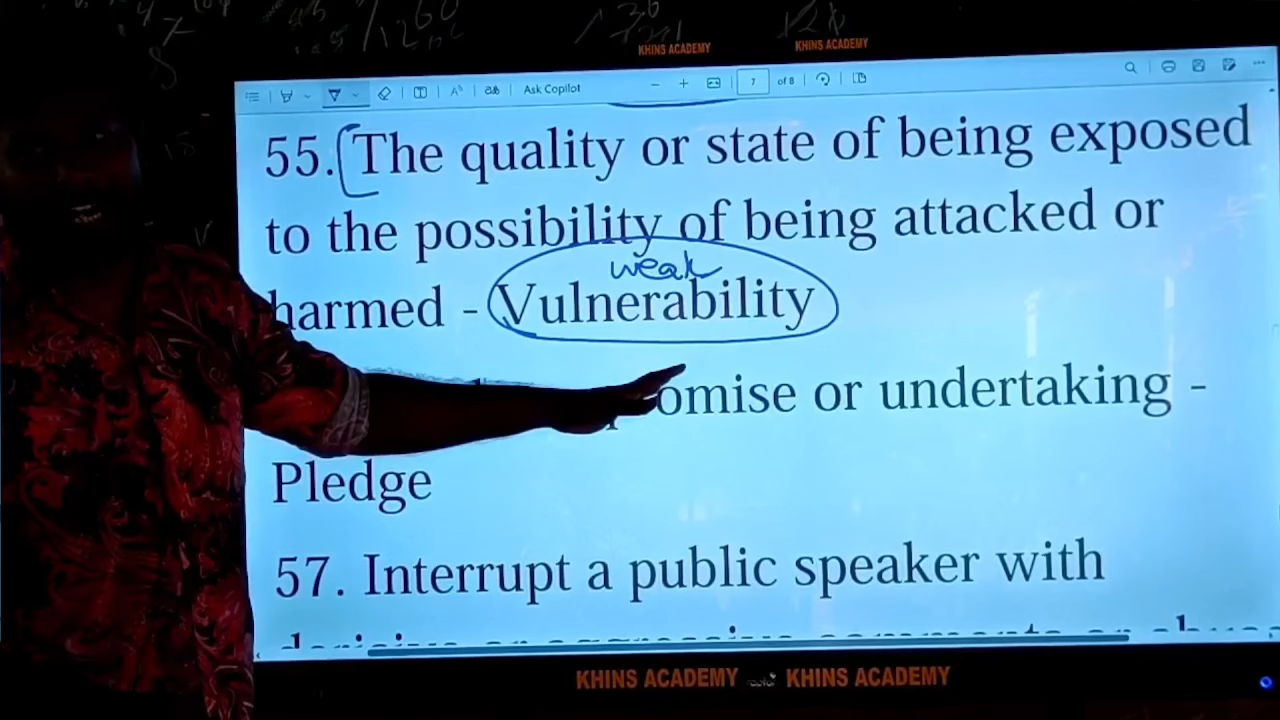 KHINS ACADEMY KHINS ACADEMY
Ask Copilot
7 of 8
55. The quality or state of being exposed
to the possibility of being attacked or
weak
harmed - Vulnerability
omise or undertaking -
Pledge
57. Interrupt a public speaker with
KHINS ACADEMY KHINS ACADEMY